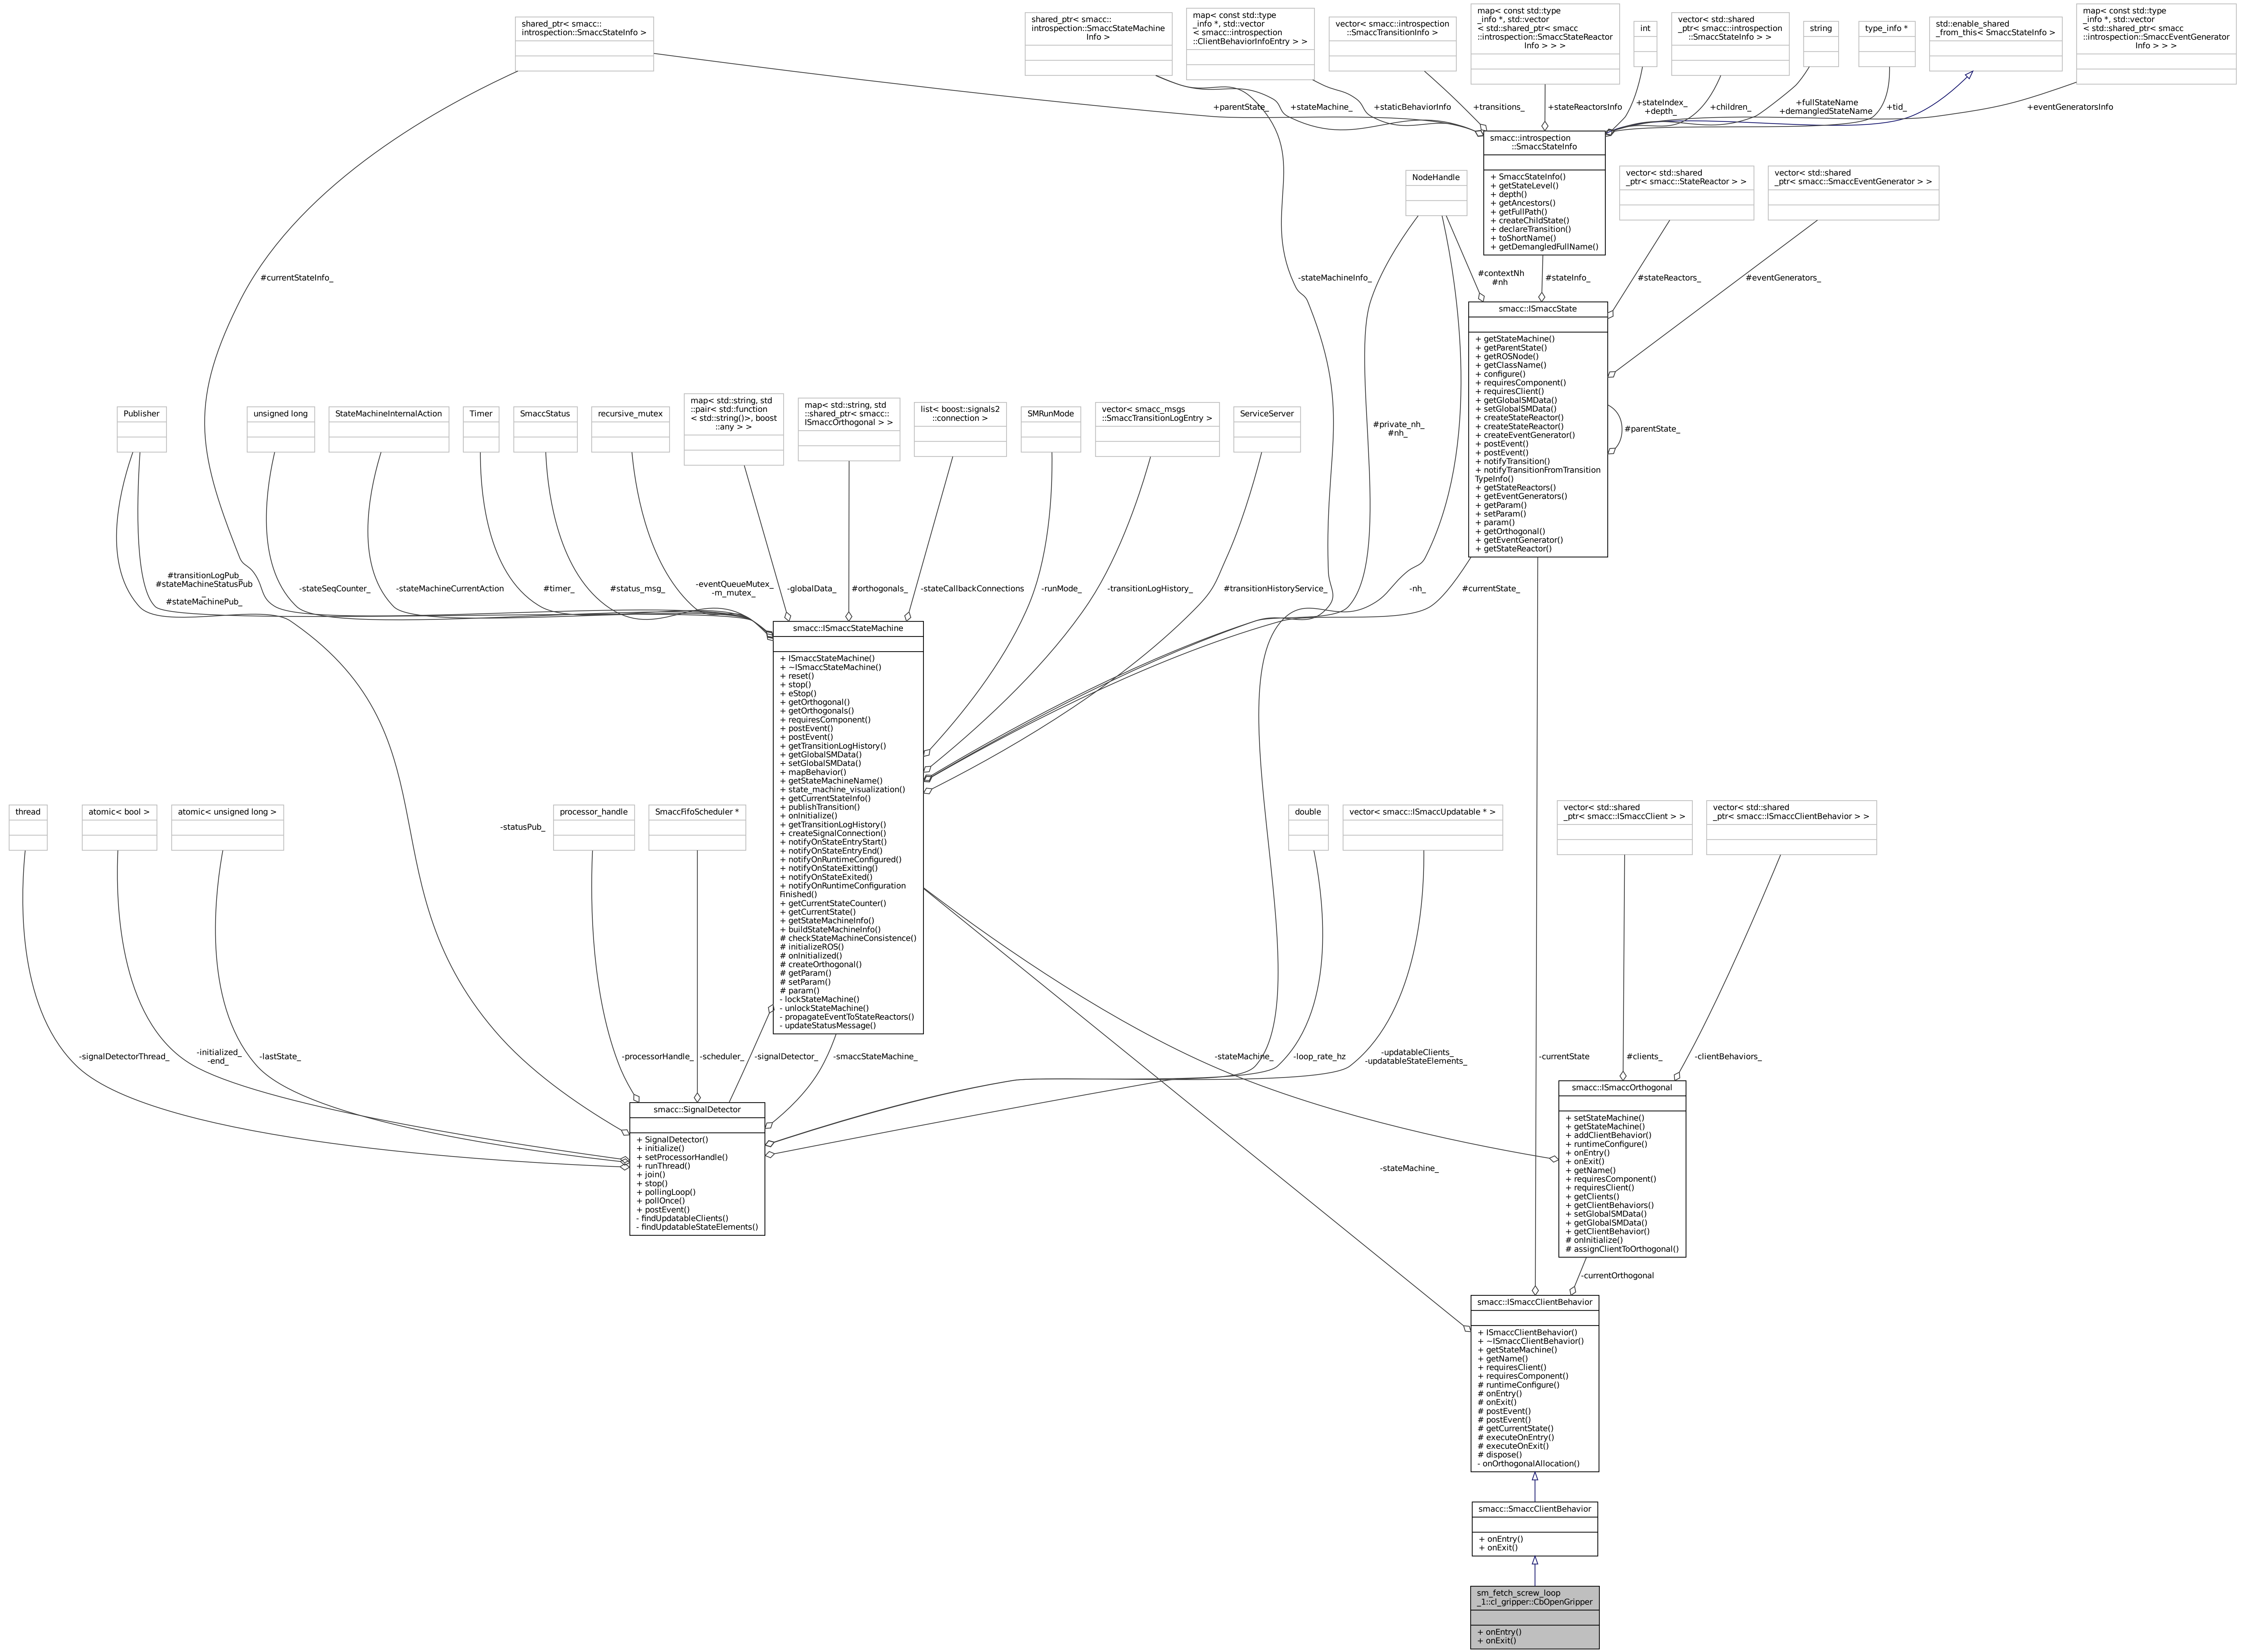 shared_ptr< smacc::
introspection::SmaccStateInfo >
shared_ptr< smacc::
introspection::SmaccStateMachine
Info >
map< const std::type
_info *, std::vector
< smacc::introspection
::ClientBehaviorInfoEntry > >
vector< smacc::introspection
::SmaccTransitionInfo >
map< const std::type
_info *, std::vector
< std::shared_ptr< smacc
::introspection::SmaccStateReactor
Info > > >
int
vector< std::shared
_ptr< smacc::introspection
::SmaccStateInfo > >
string
type_info *
std::enable_shared
_from_this< SmaccStateInfo >
map< const std::type
_info *, std::vector
< std::shared_ptr< smacc
::introspection::SmaccEventGenerator
Info > > >
+parentState_
+stateMachine_
+staticBehaviorInfo
+transitions_
+stateReactorsInfo
+stateIndex_
+depth_
+children_
+fullStateName
+demangledStateName
+tid_
+eventGeneratorsInfo
smacc::introspection
::SmaccStateInfo
+ SmaccStateInfo()
+ getStateLevel()
+ depth()
+ getAncestors()
+ getFullPath()
+ createChildState()
+ declareTransition()
+ toShortName()
+ getDemangledFullName()
NodeHandle
vector< std::shared
_ptr< smacc::StateReactor > >
vector< std::shared
_ptr< smacc::SmaccEventGenerator > >
#currentStateInfo_
-stateMachineInfo_
#contextNh
#nh
#stateInfo_
#stateReactors_
#eventGenerators_
smacc::ISmaccState
+ getStateMachine()
+ getParentState()
+ getROSNode()
+ getClassName()
+ configure()
+ requiresComponent()
+ requiresClient()
+ getGlobalSMData()
+ setGlobalSMData()
+ createStateReactor()
+ createStateReactor()
+ createEventGenerator()
+ postEvent()
+ postEvent()
+ notifyTransition()
+ notifyTransitionFromTransition
TypeInfo()
+ getStateReactors()
+ getEventGenerators()
+ getParam()
+ setParam()
+ param()
+ getOrthogonal()
+ getEventGenerator()
+ getStateReactor()
#parentState_
#private_nh_
#nh_
Publisher
unsigned long
StateMachineInternalAction
Timer
SmaccStatus
recursive_mutex
map< std::string, std
::pair< std::function
< std::string()>, boost
::any > >
map< std::string, std
::shared_ptr< smacc::
ISmaccOrthogonal > >
list< boost::signals2
::connection >
SMRunMode
vector< smacc_msgs
::SmaccTransitionLogEntry >
ServiceServer
#transitionLogPub_
#stateMachineStatusPub
_
#stateMachinePub_
-stateSeqCounter_
-stateMachineCurrentAction
#timer_
#status_msg_
-eventQueueMutex_
-m_mutex_
-globalData_
#orthogonals_
-stateCallbackConnections
-runMode_
-transitionLogHistory_
#transitionHistoryService_
-nh_
#currentState_
smacc::ISmaccStateMachine
+ ISmaccStateMachine()
+ ~ISmaccStateMachine()
+ reset()
+ stop()
+ eStop()
+ getOrthogonal()
+ getOrthogonals()
+ requiresComponent()
+ postEvent()
+ postEvent()
+ getTransitionLogHistory()
+ getGlobalSMData()
+ setGlobalSMData()
+ mapBehavior()
+ getStateMachineName()
+ state_machine_visualization()
+ getCurrentStateInfo()
+ publishTransition()
+ onInitialize()
+ getTransitionLogHistory()
+ createSignalConnection()
+ notifyOnStateEntryStart()
+ notifyOnStateEntryEnd()
+ notifyOnRuntimeConfigured()
+ notifyOnStateExitting()
+ notifyOnStateExited()
+ notifyOnRuntimeConfiguration
Finished()
+ getCurrentStateCounter()
+ getCurrentState()
+ getStateMachineInfo()
+ buildStateMachineInfo()
# checkStateMachineConsistence()
# initializeROS()
# onInitialized()
# createOrthogonal()
# getParam()
# setParam()
# param()
- lockStateMachine()
- unlockStateMachine()
- propagateEventToStateReactors()
- updateStatusMessage()
thread
atomic< bool >
atomic< unsigned long >
-statusPub_
processor_handle
SmaccFifoScheduler *
double
vector< smacc::ISmaccUpdatable * >
vector< std::shared
_ptr< smacc::ISmaccClient > >
vector< std::shared
_ptr< smacc::ISmaccClientBehavior > >
-signalDetectorThread_
-initialized_
-end_
-lastState_
-processorHandle_
-scheduler_
-signalDetector_
-smaccStateMachine_
-stateMachine_
-loop_rate_hz
-updatableClients_
-updatableStateElements_
-currentState
#clients_
-clientBehaviors_
smacc::SignalDetector
+ SignalDetector()
+ initialize()
+ setProcessorHandle()
+ runThread()
+ join()
+ stop()
+ pollingLoop()
+ pollOnce()
+ postEvent()
- findUpdatableClients()
- findUpdatableStateElements()
smacc::ISmaccOrthogonal
+ setStateMachine()
+ getStateMachine()
+ addClientBehavior()
+ runtimeConfigure()
+ onEntry()
+ onExit()
+ getName()
+ requiresComponent()
+ requiresClient()
+ getClients()
+ getClientBehaviors()
+ setGlobalSMData()
+ getGlobalSMData()
+ getClientBehavior()
# onInitialize()
# assignClientToOrthogonal()
-stateMachine_
-currentOrthogonal
smacc::ISmaccClientBehavior
+ ISmaccClientBehavior()
+ ~ISmaccClientBehavior()
+ getStateMachine()
+ getName()
+ requiresClient()
+ requiresComponent()
# runtimeConfigure()
# onEntry()
# onExit()
# postEvent()
# postEvent()
# getCurrentState()
# executeOnEntry()
# executeOnExit()
# dispose()
- onOrthogonalAllocation()
smacc::SmaccClientBehavior
+ onEntry()
+ onExit()
sm_fetch_screw_loop
_1::cl_gripper::CbOpenGripper
+ onEntry()
+ onExit()